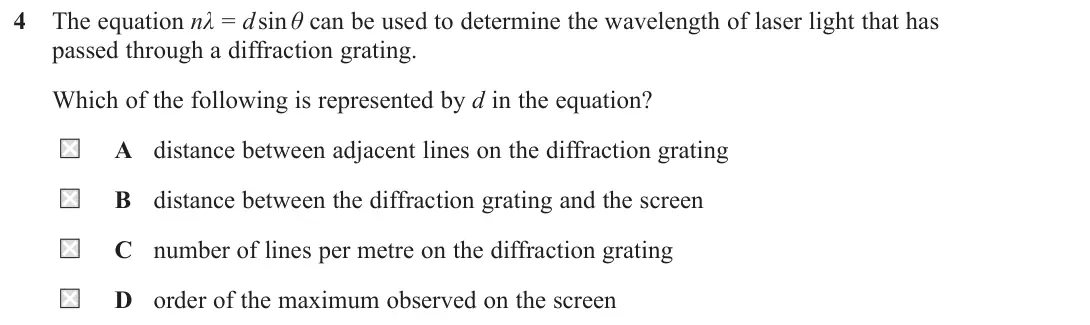 4 The equation nλ = d sin θ can be used to determine the wavelength of laser light that has
passed through a diffraction grating.
Which of the following is represented by d in the equation?
A distance between adjacent lines on the diffraction grating
B distance between the diffraction grating and the screen
C number of lines per metre on the diffraction grating
D order of the maximum observed on the screen